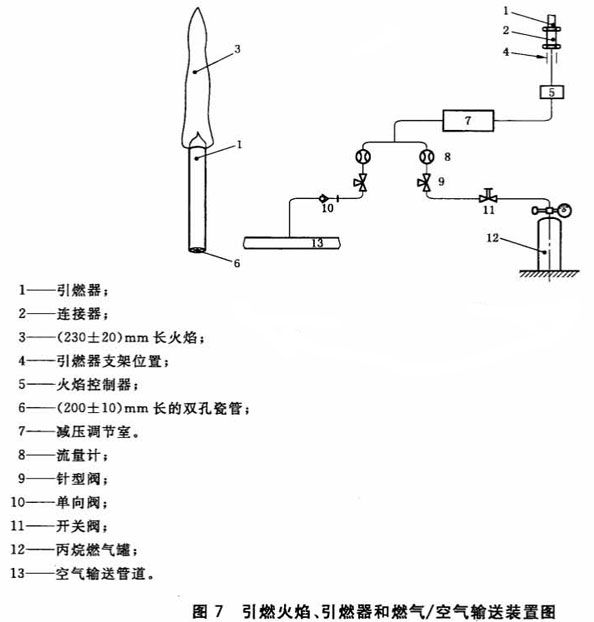 1
2
3
4
5
1
7
8
9
10
11
12
13
6
1——引燃器；
2——连接器；
3——(230±20)mm 长火焰；
4——引燃器支架位置；
5——火焰控制器；
6——(200±10)mm 长的双孔瓷管；
7——减压调节室。
8——流量计；
9——针型阀；
10——单向阀；
11——开关阀；
12——丙烷燃气罐；
13——空气输送管道。
图 7 引燃火焰、引燃器和燃气/空气输送装置图